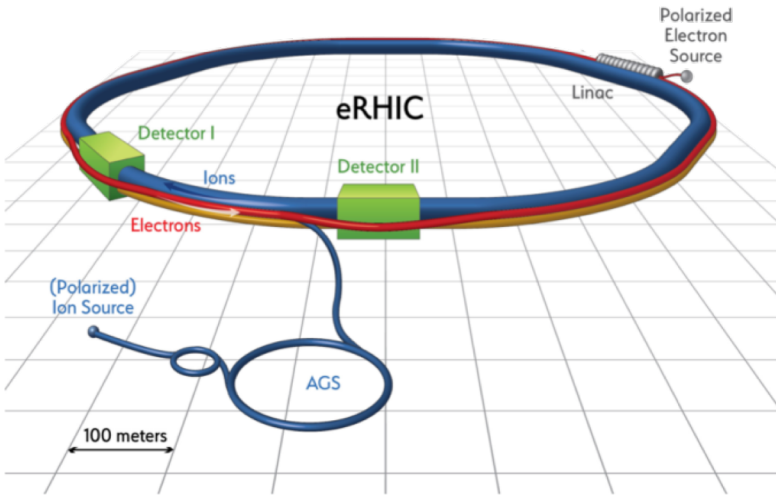 Polarized
Electron
Source
Linac
eRHIC
Detector I
Detector II
Ions
Electrons
(Polarized)
Ion Source
AGS
100 meters